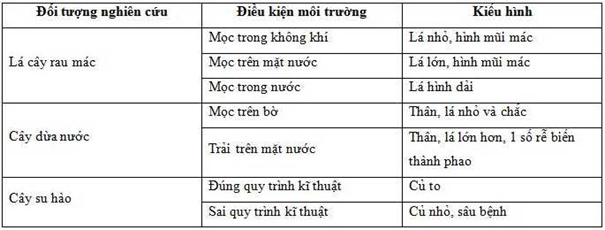 Đối tượng nghiên cứu Điều kiện môi trường Kiểu hình
Lá cây rau mác
Mọc trong không khí Lá nhỏ, hình mũi mác
Mọc trên mặt nước Lá lớn, hình mũi mác
Mọc trong nước Lá hình dải
Cây dừa nước
Mọc trên bờ Thân, lá nhỏ và chắc
Trải trên mặt nước Thân, lá lớn hơn, 1 số rễ biến
thành phao
Cây su hào
Đúng quy trình kĩ thuật Củ to
Sai quy trình kĩ thuật Củ nhỏ, sâu bệnh